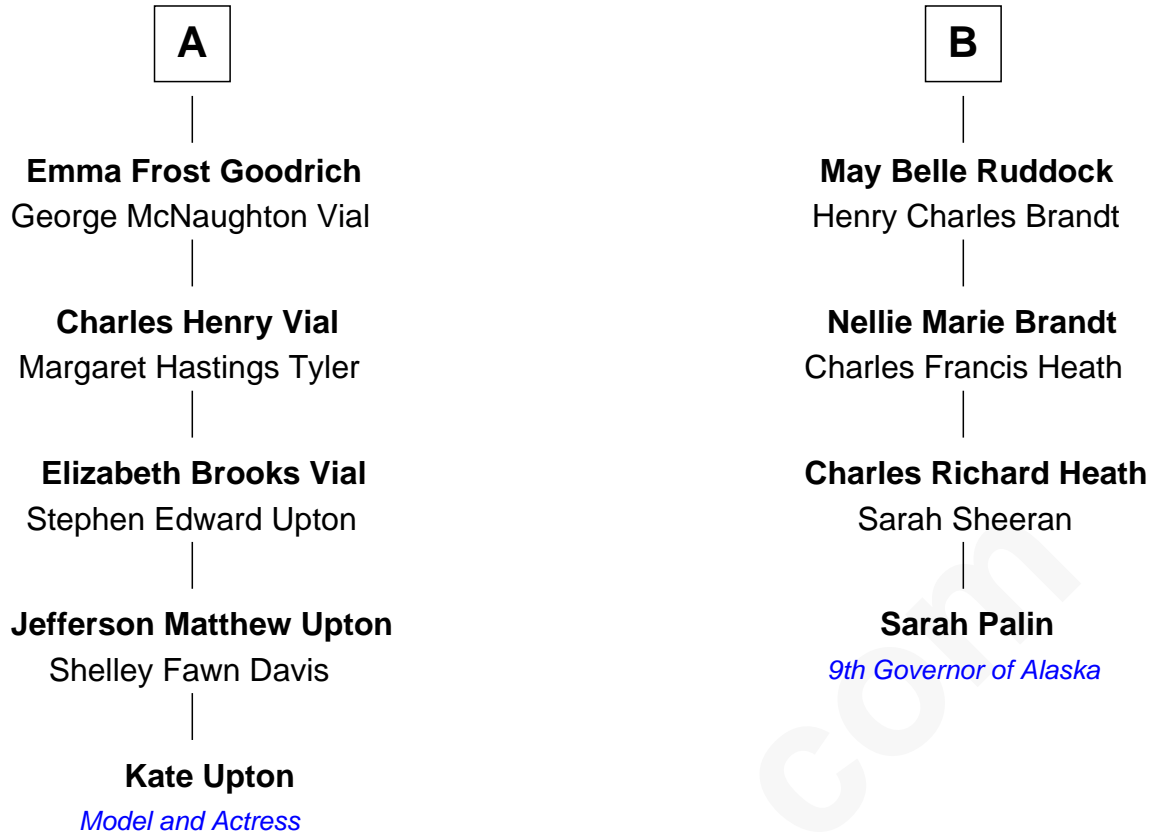 A
Emma Frost Goodrich
George McNaughton Vial
Charles Henry Vial
Margaret Hastings Tyler
Elizabeth Brooks Vial
Stephen Edward Upton
Jefferson Matthew Upton
Shelley Fawn Davis
Kate Upton
Model and Actress
B
May Belle Ruddock
Henry Charles Brandt
Nellie Marie Brandt
Charles Francis Heath
Charles Richard Heath
Sarah Sheeran
Sarah Palin
9th Governor of Alaska
com